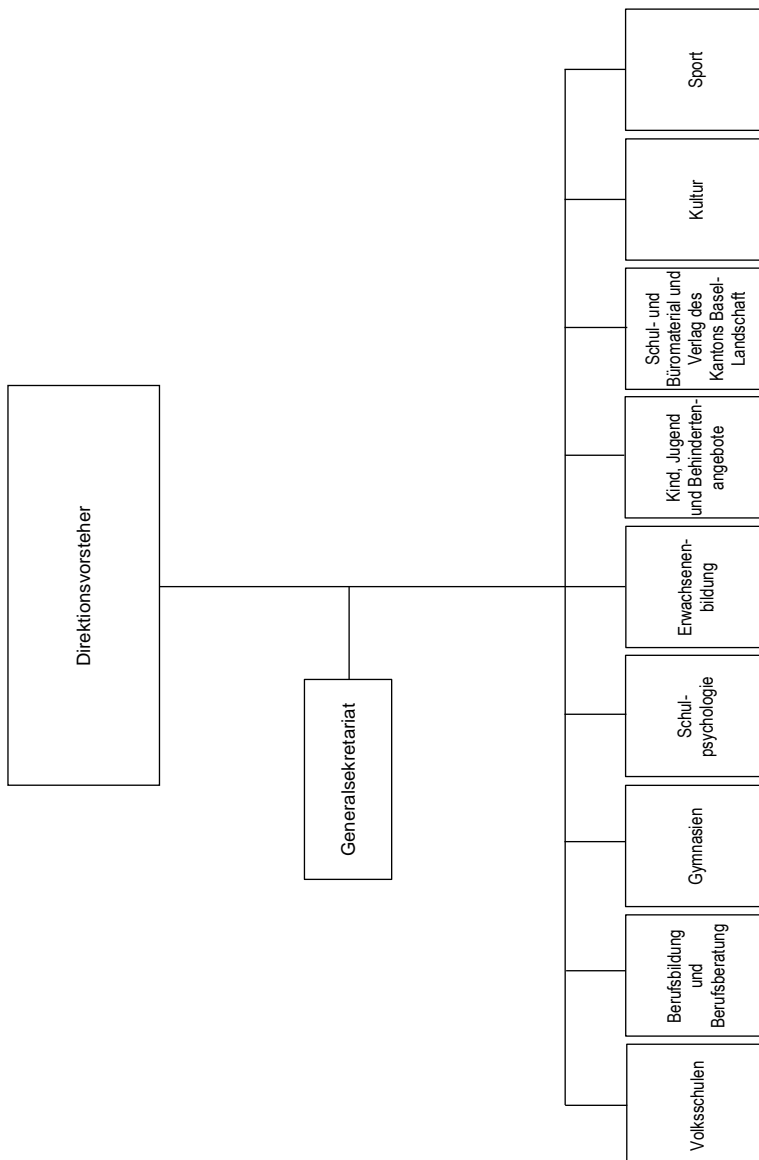 Direktionsvorsteher
Generalsekretariat
Volksschulen
Berufsbildung
und
Berufsberatung
Gymnasien
Schul-
psychologie
Erwachsenen-
bildung
Kind, Jugend
und Behinderten-
angebote
Schul- und
Büromaterial und
Verlag des
Kantons Basel-
Landschaft
Kultur
Sport